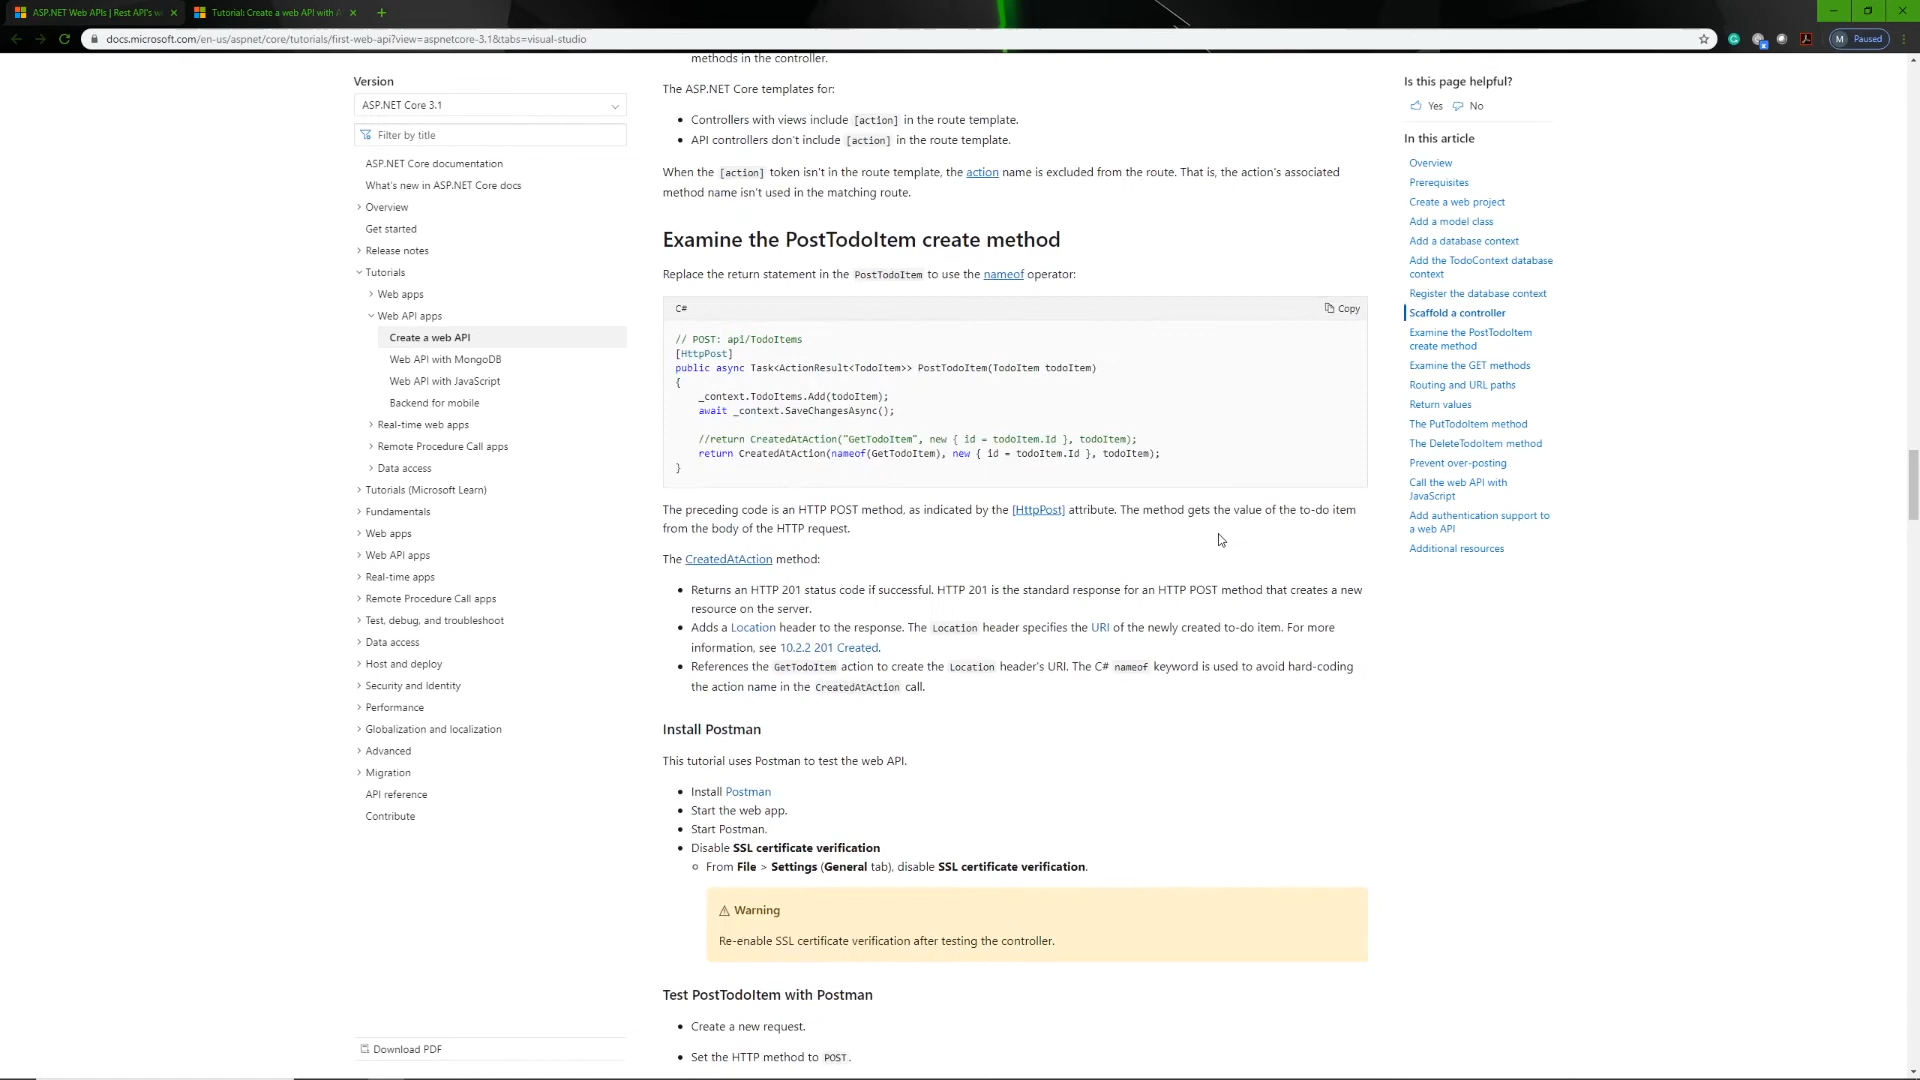 ASP.NET Web APIs | Rest API's w
Tutorial: Create a web API with A
docs.microsoft.com/en-us/aspnet/core/tutorials/first-web-api?view=aspnetcore-3.1&tabs=visual-studio
M Paused
Version
ASP.NET Core 3.1
Filter by title
ASP.NET Core documentation
What's new in ASP.NET Core docs
Overview
Get started
Release notes
Tutorials
Web apps
Web API apps
Create a web API
Web API with MongoDB
Web API with JavaScript
Backend for mobile
Real-time web apps
Remote Procedure Call apps
Data access
Tutorials (Microsoft Learn)
Fundamentals
Web apps
Web API apps
Real-time apps
Remote Procedure Call apps
Test, debug, and troubleshoot
Data access
Host and deploy
Security and Identity
Performance
Globalization and localization
Advanced
Migration
API reference
Contribute
Download PDF
methods in the controller.
The ASP.NET Core templates for:
• Controllers with views include [action] in the route template.
• API controllers don't include [action] in the route template.
When the [action] token isn't in the route template, the action name is excluded from the route. That is, the action's associated
method name isn't used in the matching route.
Examine the PostTodoItem create method
Replace the return statement in the PostTodoItem to use the nameof operator:
C#
Copy
// POST: api/TodoItems
[HttpPost]
public async Task<ActionResult<TodoItem>> PostTodoItem(TodoItem todoItem)
{
_context.TodoItems.Add(todoItem);
await _context.SaveChangesAsync();
//return CreatedAtAction("GetTodoItem", new { id = todoItem.Id }, todoItem);
return CreatedAtAction(nameof(GetTodoItem), new { id = todoItem.Id }, todoItem);
}
The preceding code is an HTTP POST method, as indicated by the [HttpPost] attribute. The method gets the value of the to-do item
from the body of the HTTP request.
The CreatedAtAction method:
• Returns an HTTP 201 status code if successful. HTTP 201 is the standard response for an HTTP POST method that creates a new
resource on the server.
• Adds a Location header to the response. The Location header specifies the URI of the newly created to-do item. For more
information, see 10.2.2 201 Created.
• References the GetTodoItem action to create the Location header's URI. The C# nameof keyword is used to avoid hard-coding
the action name in the CreatedAtAction call.
Install Postman
This tutorial uses Postman to test the web API.
• Install Postman
• Start the web app.
• Start Postman.
• Disable SSL certificate verification
From File > Settings (General tab), disable SSL certificate verification.
Warning
Re-enable SSL certificate verification after testing the controller.
Test PostTodoItem with Postman
• Create a new request.
• Set the HTTP method to POST.
Is this page helpful?
Yes No
In this article
Overview
Prerequisites
Create a web project
Add a model class
Add a database context
Add the TodoContext database
context
Register the database context
Scaffold a controller
Examine the PostTodoItem
create method
Examine the GET methods
Routing and URL paths
Return values
The PutTodoItem method
The DeleteTodoItem method
Prevent over-posting
Call the web API with
JavaScript
Add authentication support to
a web API
Additional resources